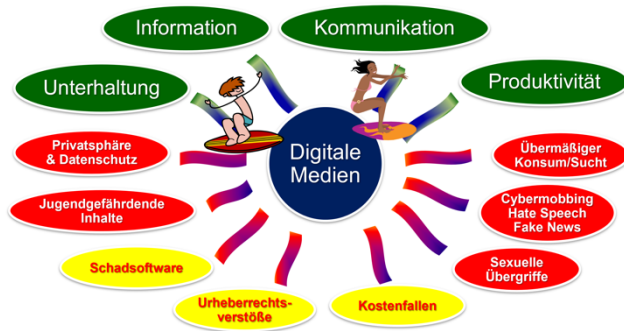 Information
Kommunikation
Unterhaltung
Produktivität
Privatsphäre
& Datenschutz
Digitale
Medien
Übermäßiger
Konsum/Sucht
Jugendgefährdende
Inhalte
Cybermobbing
Hate Speech
Fake News
Schadsoftware
Sexuelle
Übergriffe
Urheberrechts-
verstöße
Kostenfallen